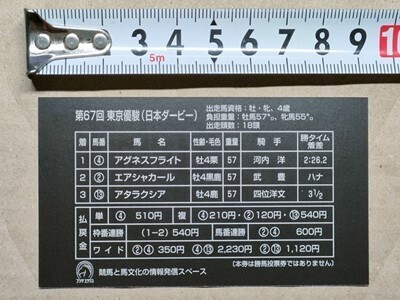 3 4 5 6 7 8 9 10
5m
第67回 東京優駿(日本ダービー)
出走馬資格：牡・牝、4歳
負担重量：牡馬57㎏、牝馬55㎏
出走頭数：18頭
着順 馬番 馬名 性齢・毛色 重量 騎手 勝タイム着差
1 ④ アグネスフライト 牡4栗 57 河内洋 2:26.2
2 ② エアシャカール 牡4黒鹿 57 武豊 ハナ
3 ⑬ アタラクシア 牡4鹿 57 四位洋文 3 1/2
払戻金 単 ④ 510円 複 ④210円・②120円・⑬540円
枠番連勝 (1-2) 540円 馬番連勝 ②④ 600円
ワイド ②④ 350円 ④⑬ 2,230円 ②⑬ 1,120円
(本券は勝馬投票券ではありません)
競馬と馬文化の情報発信スペース